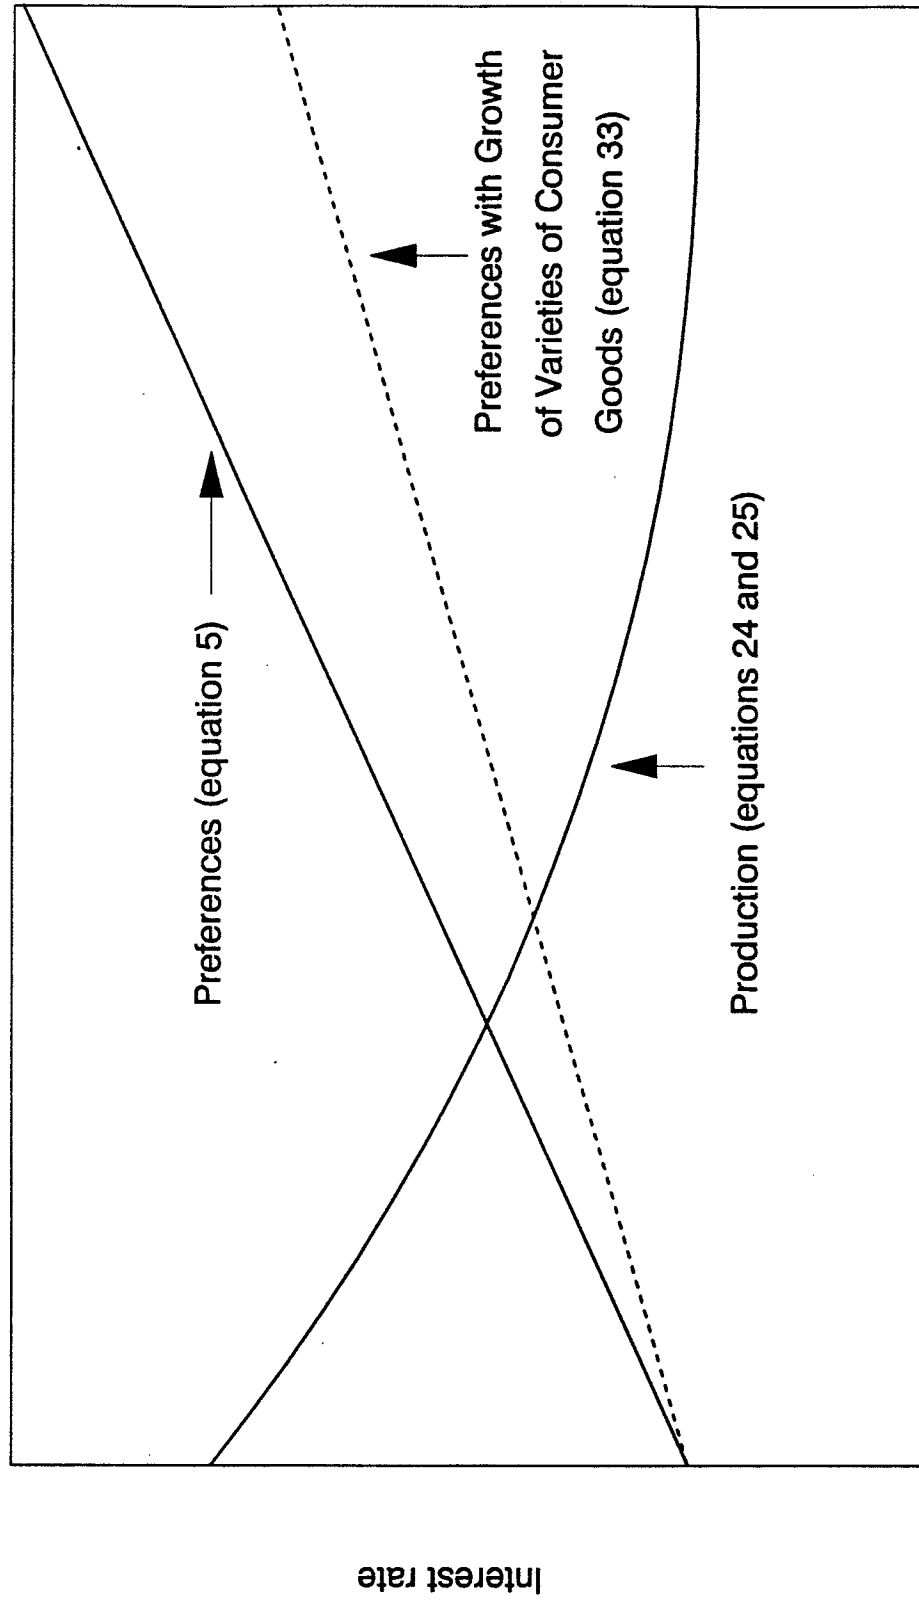 Interest rate
Preferences (equation 5)
Preferences with Growth
of Varieties of Consumer
Goods (equation 33)
Production (equations 24 and 25)